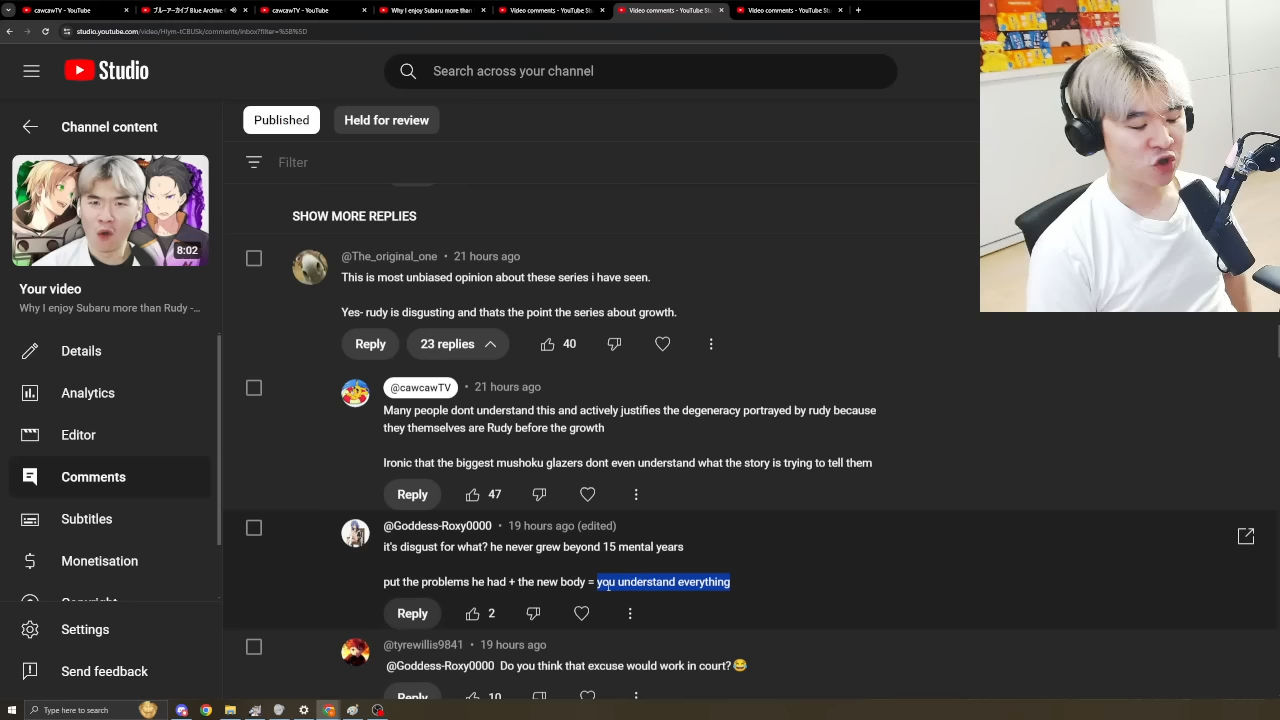 cawcawTV - YouTube
ブルーアーカイブ Blue Archive
cawcawTV - YouTube
Why I enjoy Subaru more than
Video comments - YouTube St
Video comments - YouTube St
Video comments - YouTube St
Studio
Search across your channel
Channel content
Published
Held for review
Filter
8:02
Your video
Why I enjoy Subaru more than Rudy -...
Details
Analytics
Editor
Comments
Subtitles
Monetisation
Settings
Send feedback
SHOW MORE REPLIES
@The_original_one • 21 hours ago
This is most unbiased opinion about these series i have seen.
Yes- rudy is disgusting and thats the point the series about growth.
Reply
23 replies
40
@cawcawTV • 21 hours ago
Many people dont understand this and actively justifies the degeneracy portrayed by rudy because
they themselves are Rudy before the growth
Ironic that the biggest mushoku glazers dont even understand what the story is trying to tell them
Reply
47
@Goddess-Roxy0000 • 19 hours ago (edited)
it's disgust for what? he never grew beyond 15 mental years
put the problems he had + the new body = you understand everything
Reply
2
@tyrewillis9841 • 19 hours ago
@Goddess-Roxy0000 Do you think that excuse would work in court?😂
Reply
10
Type here to search